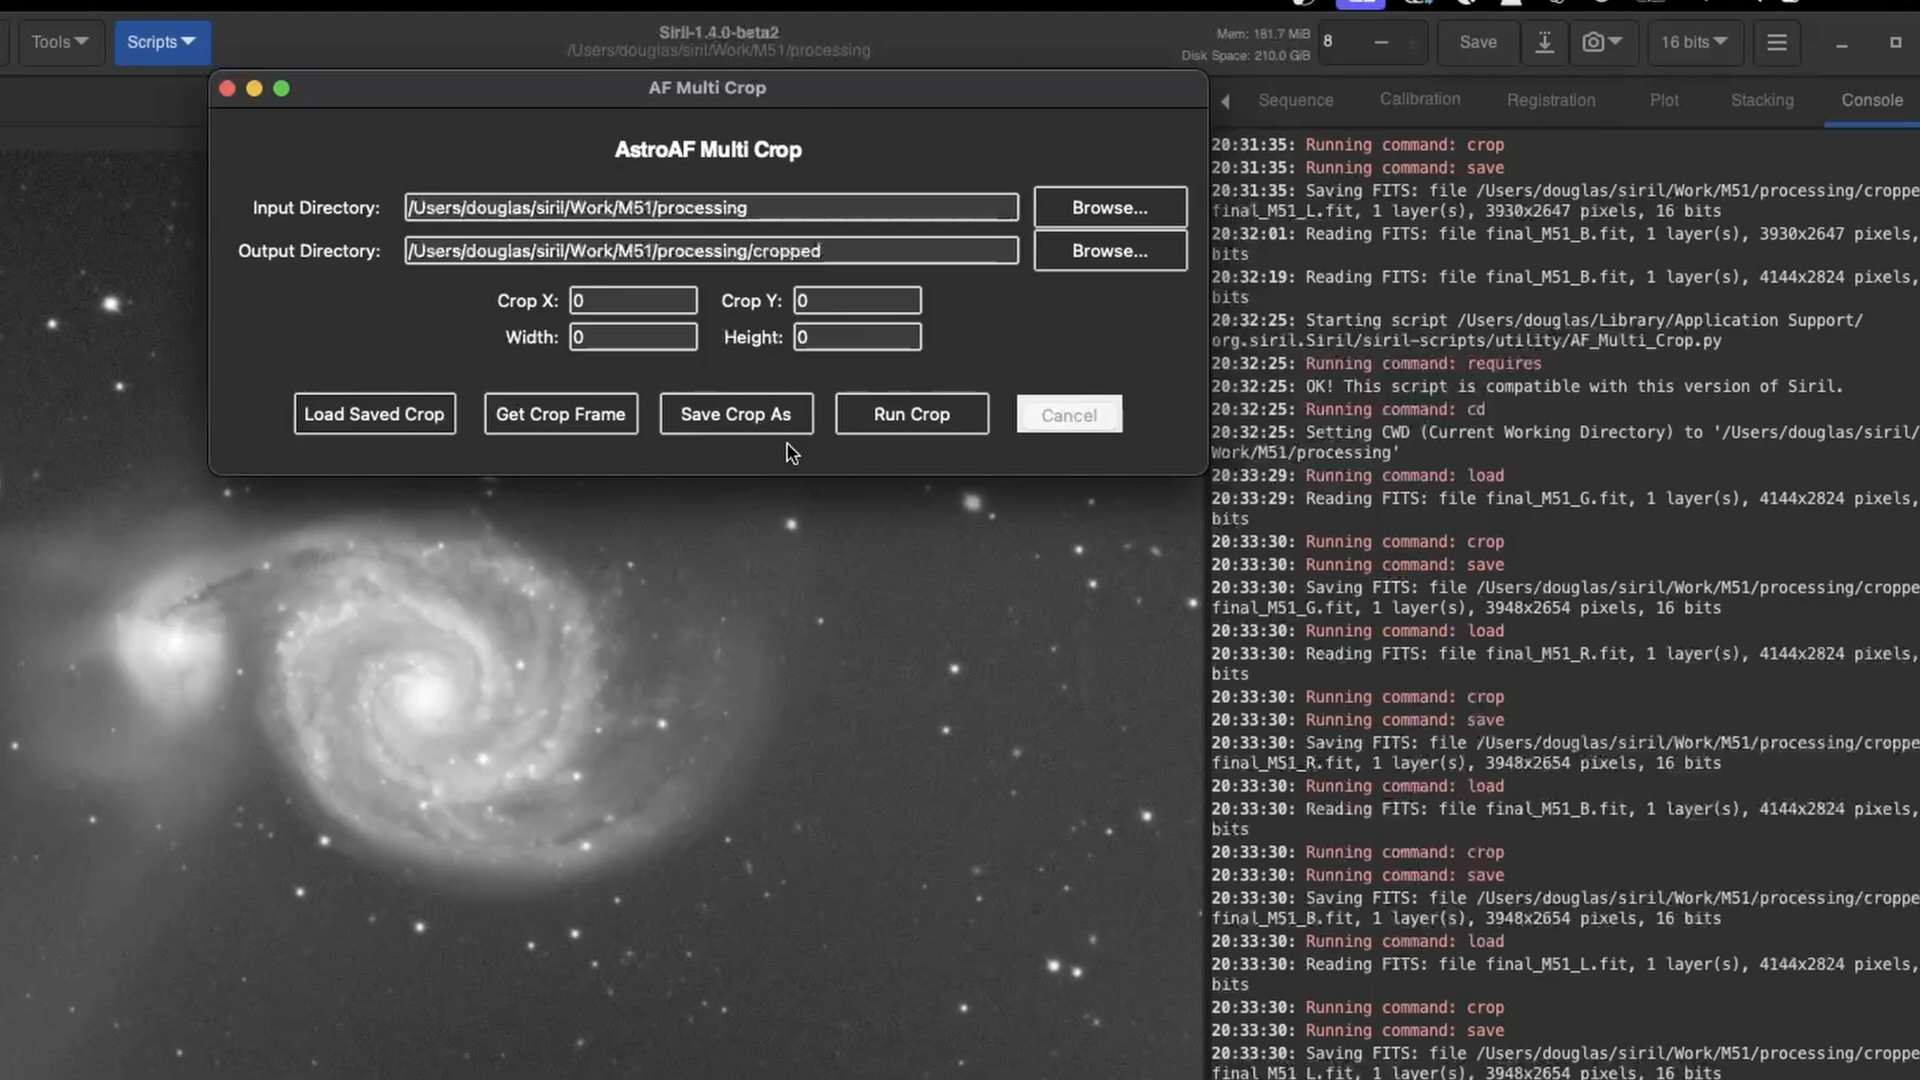 Tools
Scripts
Siril-1.4.0-beta2
/Users/douglas/siril/Work/M51/processing
Mem: 181.7 MiB
Disk Space: 210.0 GiB
8
Save
16 bits
AF Multi Crop
AstroAF Multi Crop
Input Directory:
/Users/douglas/siril/Work/M51/processing
Browse...
Output Directory:
/Users/douglas/siril/Work/M51/processing/cropped
Browse...
Crop X:
0
Crop Y:
0
Width:
0
Height:
0
Load Saved Crop
Get Crop Frame
Save Crop As
Run Crop
Cancel
Sequence
Calibration
Registration
Plot
Stacking
Console
20:31:35: Running command: crop
20:31:35: Running command: save
20:31:35: Saving FITS: file /Users/douglas/siril/Work/M51/processing/croppe
final_M51_L.fit, 1 layer(s), 3930x2647 pixels, 16 bits
20:32:01: Reading FITS: file final_M51_B.fit, 1 layer(s), 3930x2647 pixels,
bits
20:32:19: Reading FITS: file final_M51_B.fit, 1 layer(s), 4144x2824 pixels,
bits
20:32:25: Starting script /Users/douglas/Library/Application Support/
org.siril.Siril/siril-scripts/utility/AF_Multi_Crop.py
20:32:25: Running command: requires
20:32:25: OK! This script is compatible with this version of Siril.
20:32:25: Running command: cd
20:32:25: Setting CWD (Current Working Directory) to '/Users/douglas/siril/
Work/M51/processing'
20:33:29: Running command: load
20:33:29: Reading FITS: file final_M51_G.fit, 1 layer(s), 4144x2824 pixels,
bits
20:33:30: Running command: crop
20:33:30: Running command: save
20:33:30: Saving FITS: file /Users/douglas/siril/Work/M51/processing/croppe
final_M51_G.fit, 1 layer(s), 3948x2654 pixels, 16 bits
20:33:30: Running command: load
20:33:30: Reading FITS: file final_M51_R.fit, 1 layer(s), 4144x2824 pixels,
bits
20:33:30: Running command: crop
20:33:30: Running command: save
20:33:30: Saving FITS: file /Users/douglas/siril/Work/M51/processing/croppe
final_M51_R.fit, 1 layer(s), 3948x2654 pixels, 16 bits
20:33:30: Running command: load
20:33:30: Reading FITS: file final_M51_B.fit, 1 layer(s), 4144x2824 pixels,
bits
20:33:30: Running command: crop
20:33:30: Running command: save
20:33:30: Saving FITS: file /Users/douglas/siril/Work/M51/processing/croppe
final_M51_B.fit, 1 layer(s), 3948x2654 pixels, 16 bits
20:33:30: Running command: load
20:33:30: Reading FITS: file final_M51_L.fit, 1 layer(s), 4144x2824 pixels,
bits
20:33:30: Running command: crop
20:33:30: Running command: save
20:33:30: Saving FITS: file /Users/douglas/siril/Work/M51/processing/croppe
final_M51_L.fit, 1 layer(s), 3948x2654 pixels, 16 bits